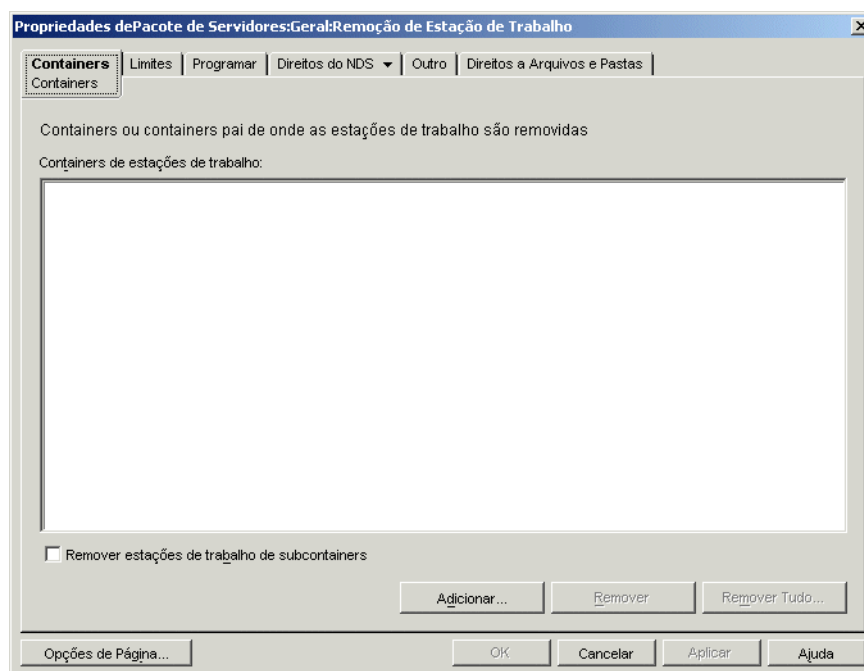 Propriedades dePacote de Servidores:Geral:Remoção de Estação de Trabalho
Containers Limites Programar Direitos do NDS Outro Direitos a Arquivos e Pastas
Containers
Containers ou containers pai de onde as estações de trabalho são removidas
Containers de estações de trabalho:
Remover estações de trabalho de subcontainers
Adicionar... Remover Remover Tudo...
Opções de Página... OK Cancelar Aplicar Ajuda